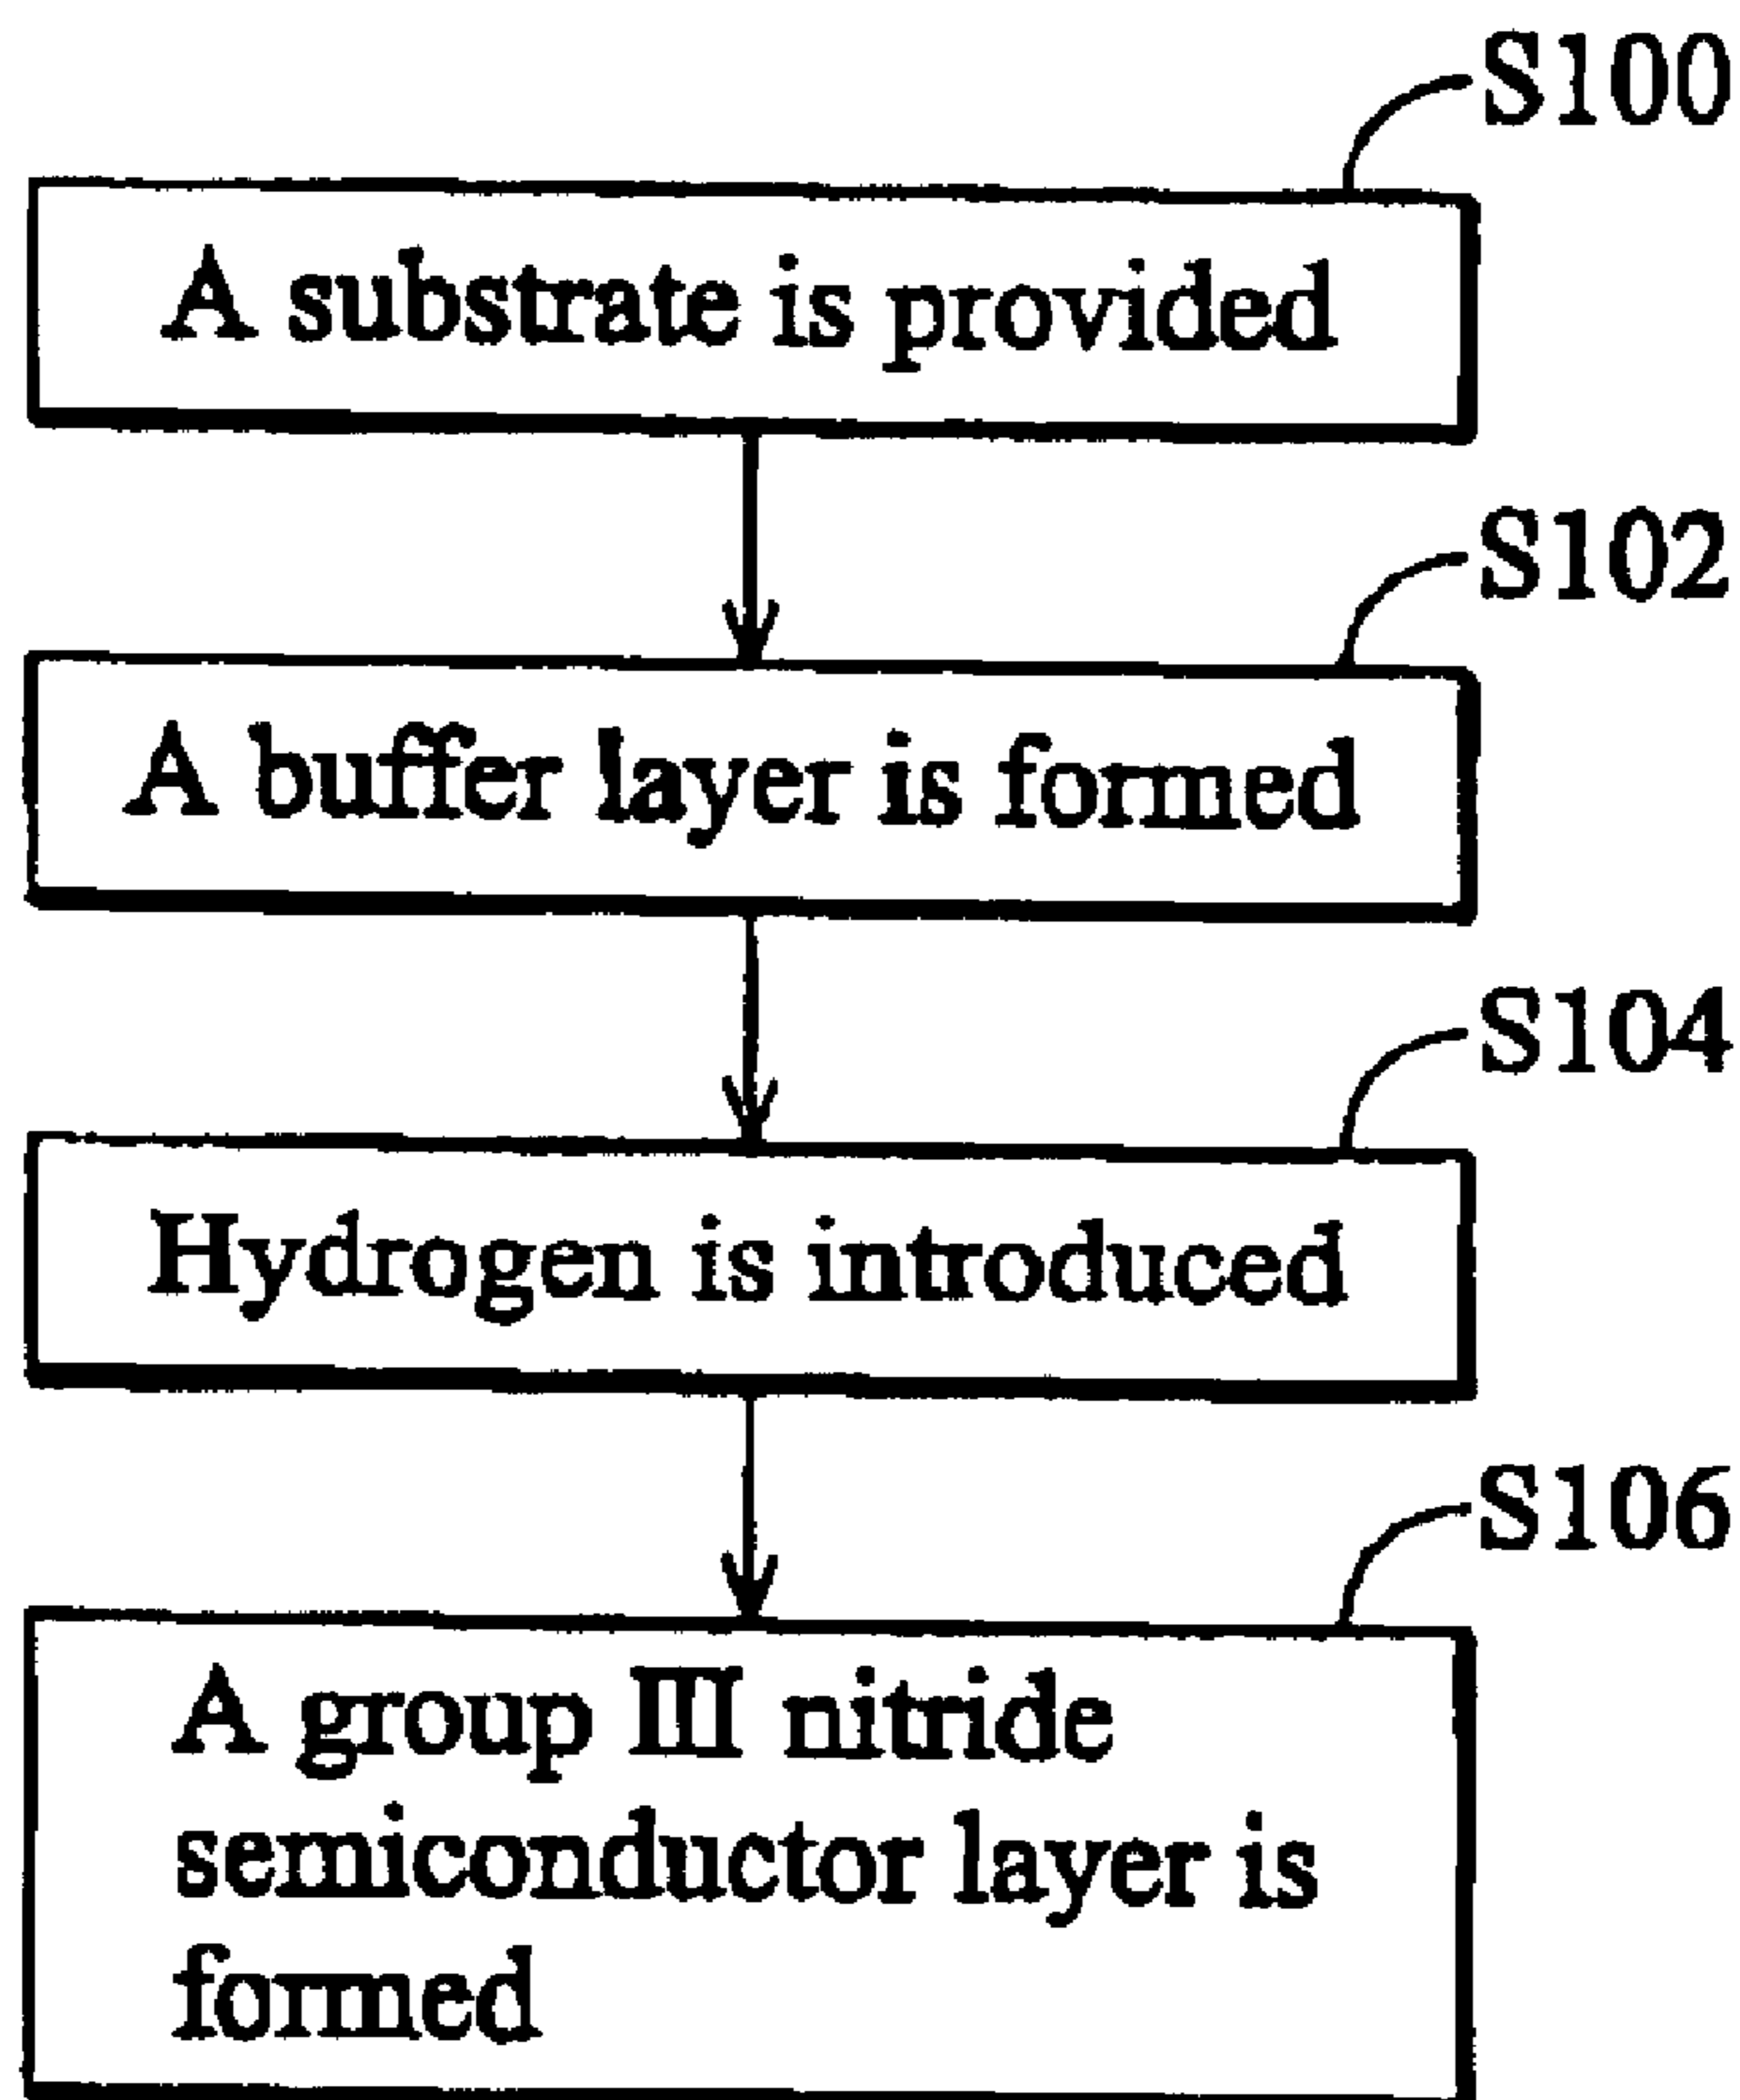 S100
A substrate is provided
S102
A buffer layer is formed
S104
Hydrogen is introduced
S106
A group III nitride
semiconductor layer is
formed